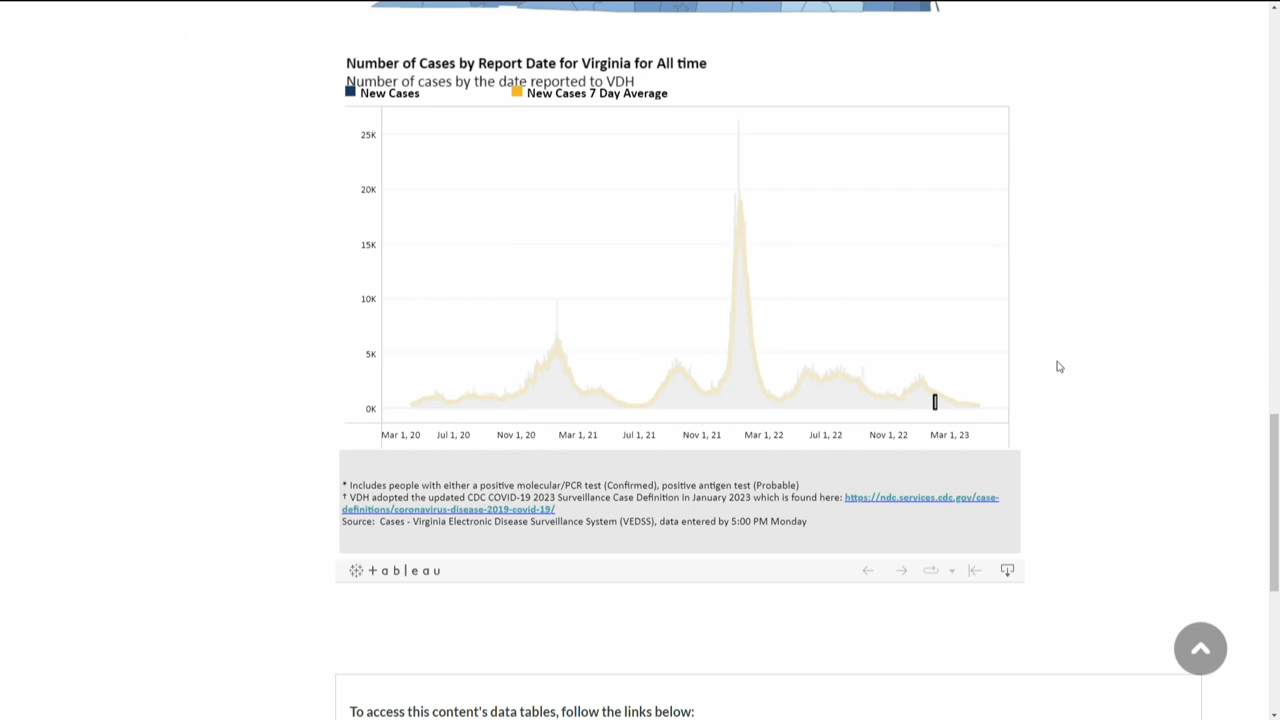 Number of Cases by Report Date for Virginia for All time
Number of cases by the date reported to VDH
New Cases New Cases 7 Day Average
25K
20K
15K
10K
5K
0K
Mar 1, 20 Jul 1, 20 Nov 1, 20 Mar 1, 21 Jul 1, 21 Nov 1, 21 Mar 1, 22 Jul 1, 22 Nov 1, 22 Mar 1, 23
* Includes people with either a positive molecular/PCR test (Confirmed), positive antigen test (Probable)
† VDH adopted the updated CDC COVID-19 2023 Surveillance Case Definition in January 2023 which is found here: https://ndc.services.cdc.gov/case-
definitions/coronavirus-disease-2019-covid-19/
Source: Cases - Virginia Electronic Disease Surveillance System (VEDSS), data entered by 5:00 PM Monday
+ a b l e a u
To access this content's data tables, follow the links below: